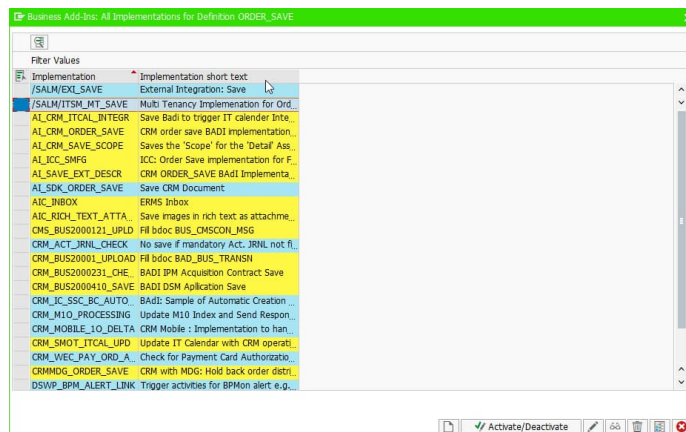 Business Add-Ins: All Implementations for Definition ORDER_SAVE
Filter Values
Implementation Implementation short text
/SALM/EXI_SAVE External Integration: Save
/SALM/ITSM_MT_SAVE Multi Tenancy Implemenation for Ord...
AI_CRM_ITCAL_INTEGR Save Badi to trigger IT calender Inte...
AI_CRM_ORDER_SAVE CRM order save BADI implementation...
AI_CRM_SAVE_SCOPE Saves the 'Scope' for the 'Detail' Ass...
AI_ICC_SMFG ICC: Order Save implementation for F...
AI_SAVE_EXT_DESCR CRM ORDER_SAVE BAdI Implementa...
AI_SDK_ORDER_SAVE Save CRM Document
AIC_INBOX ERMS Inbox
AIC_RICH_TEXT_ATTA... Save images in rich text as attachme...
CMS_BUS2000121_UPLD Fill bdoc BUS_CMSCON_MSG
CRM_ACT_JRNL_CHECK No save if mandatory Act. JRNL not fi...
CRM_BUS20001_UPLOAD Fill bdoc BAD_BUS_TRANSN
CRM_BUS2000231_CHE... BADI IPM Acquisition Contract Save
CRM_BUS2000410_SAVE BADI DSM Apllication Save
CRM_IC_SSC_BC_AUTO... BAdI: Sample of Automatic Creation ...
CRM_M1O_PROCESSING Update M10 Index and Send Respon...
CRM_MOBILE_1O_DELTA CRM Mobile : Implementation to han...
CRM_SMOT_ITCAL_UPD Update IT Calendar with CRM operati...
CRM_WEC_PAY_ORD_A... Check for Payment Card Authorizatio...
CRMMDG_ORDER_SAVE CRM with MDG: Hold back order distri...
DSWP_BPM_ALERT_LINK Trigger activities for BPMon alert e.g....
Activate/Deactivate